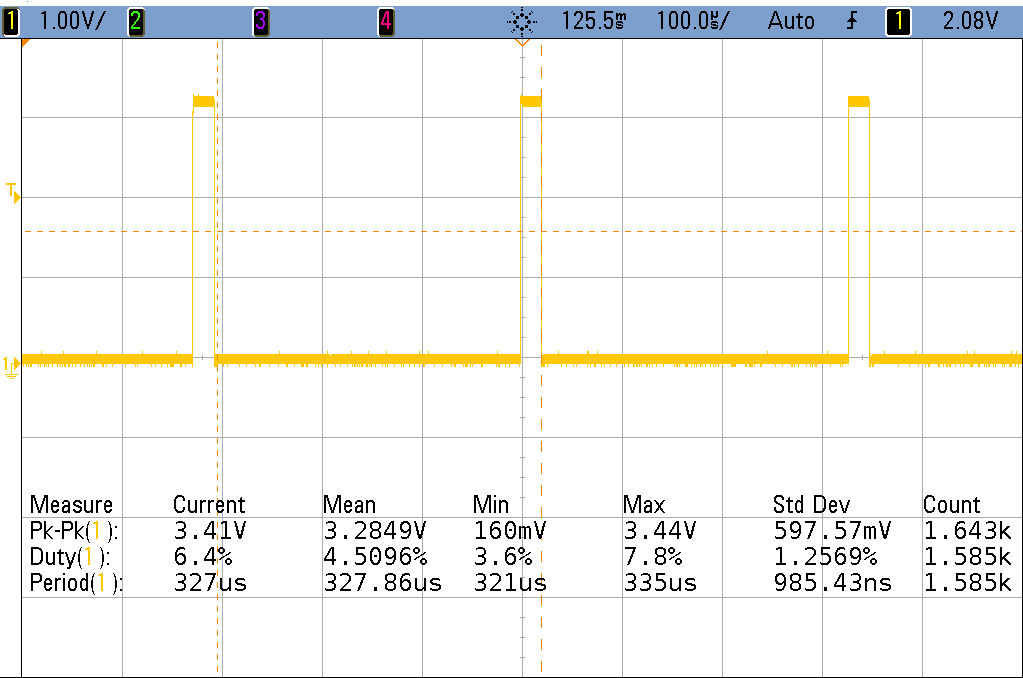 1 1.00V/ 2 3 4 125.5ms 100.0us/ Auto 1 2.08V
T
1
Measure Current Mean Min Max Std Dev Count
Pk-Pk(1): 3.41V 3.2849V 160mV 3.44V 597.57mV 1.643k
Duty(1): 6.4% 4.5096% 3.6% 7.8% 1.2569% 1.585k
Period(1): 327us 327.86us 321us 335us 985.43ns 1.585k